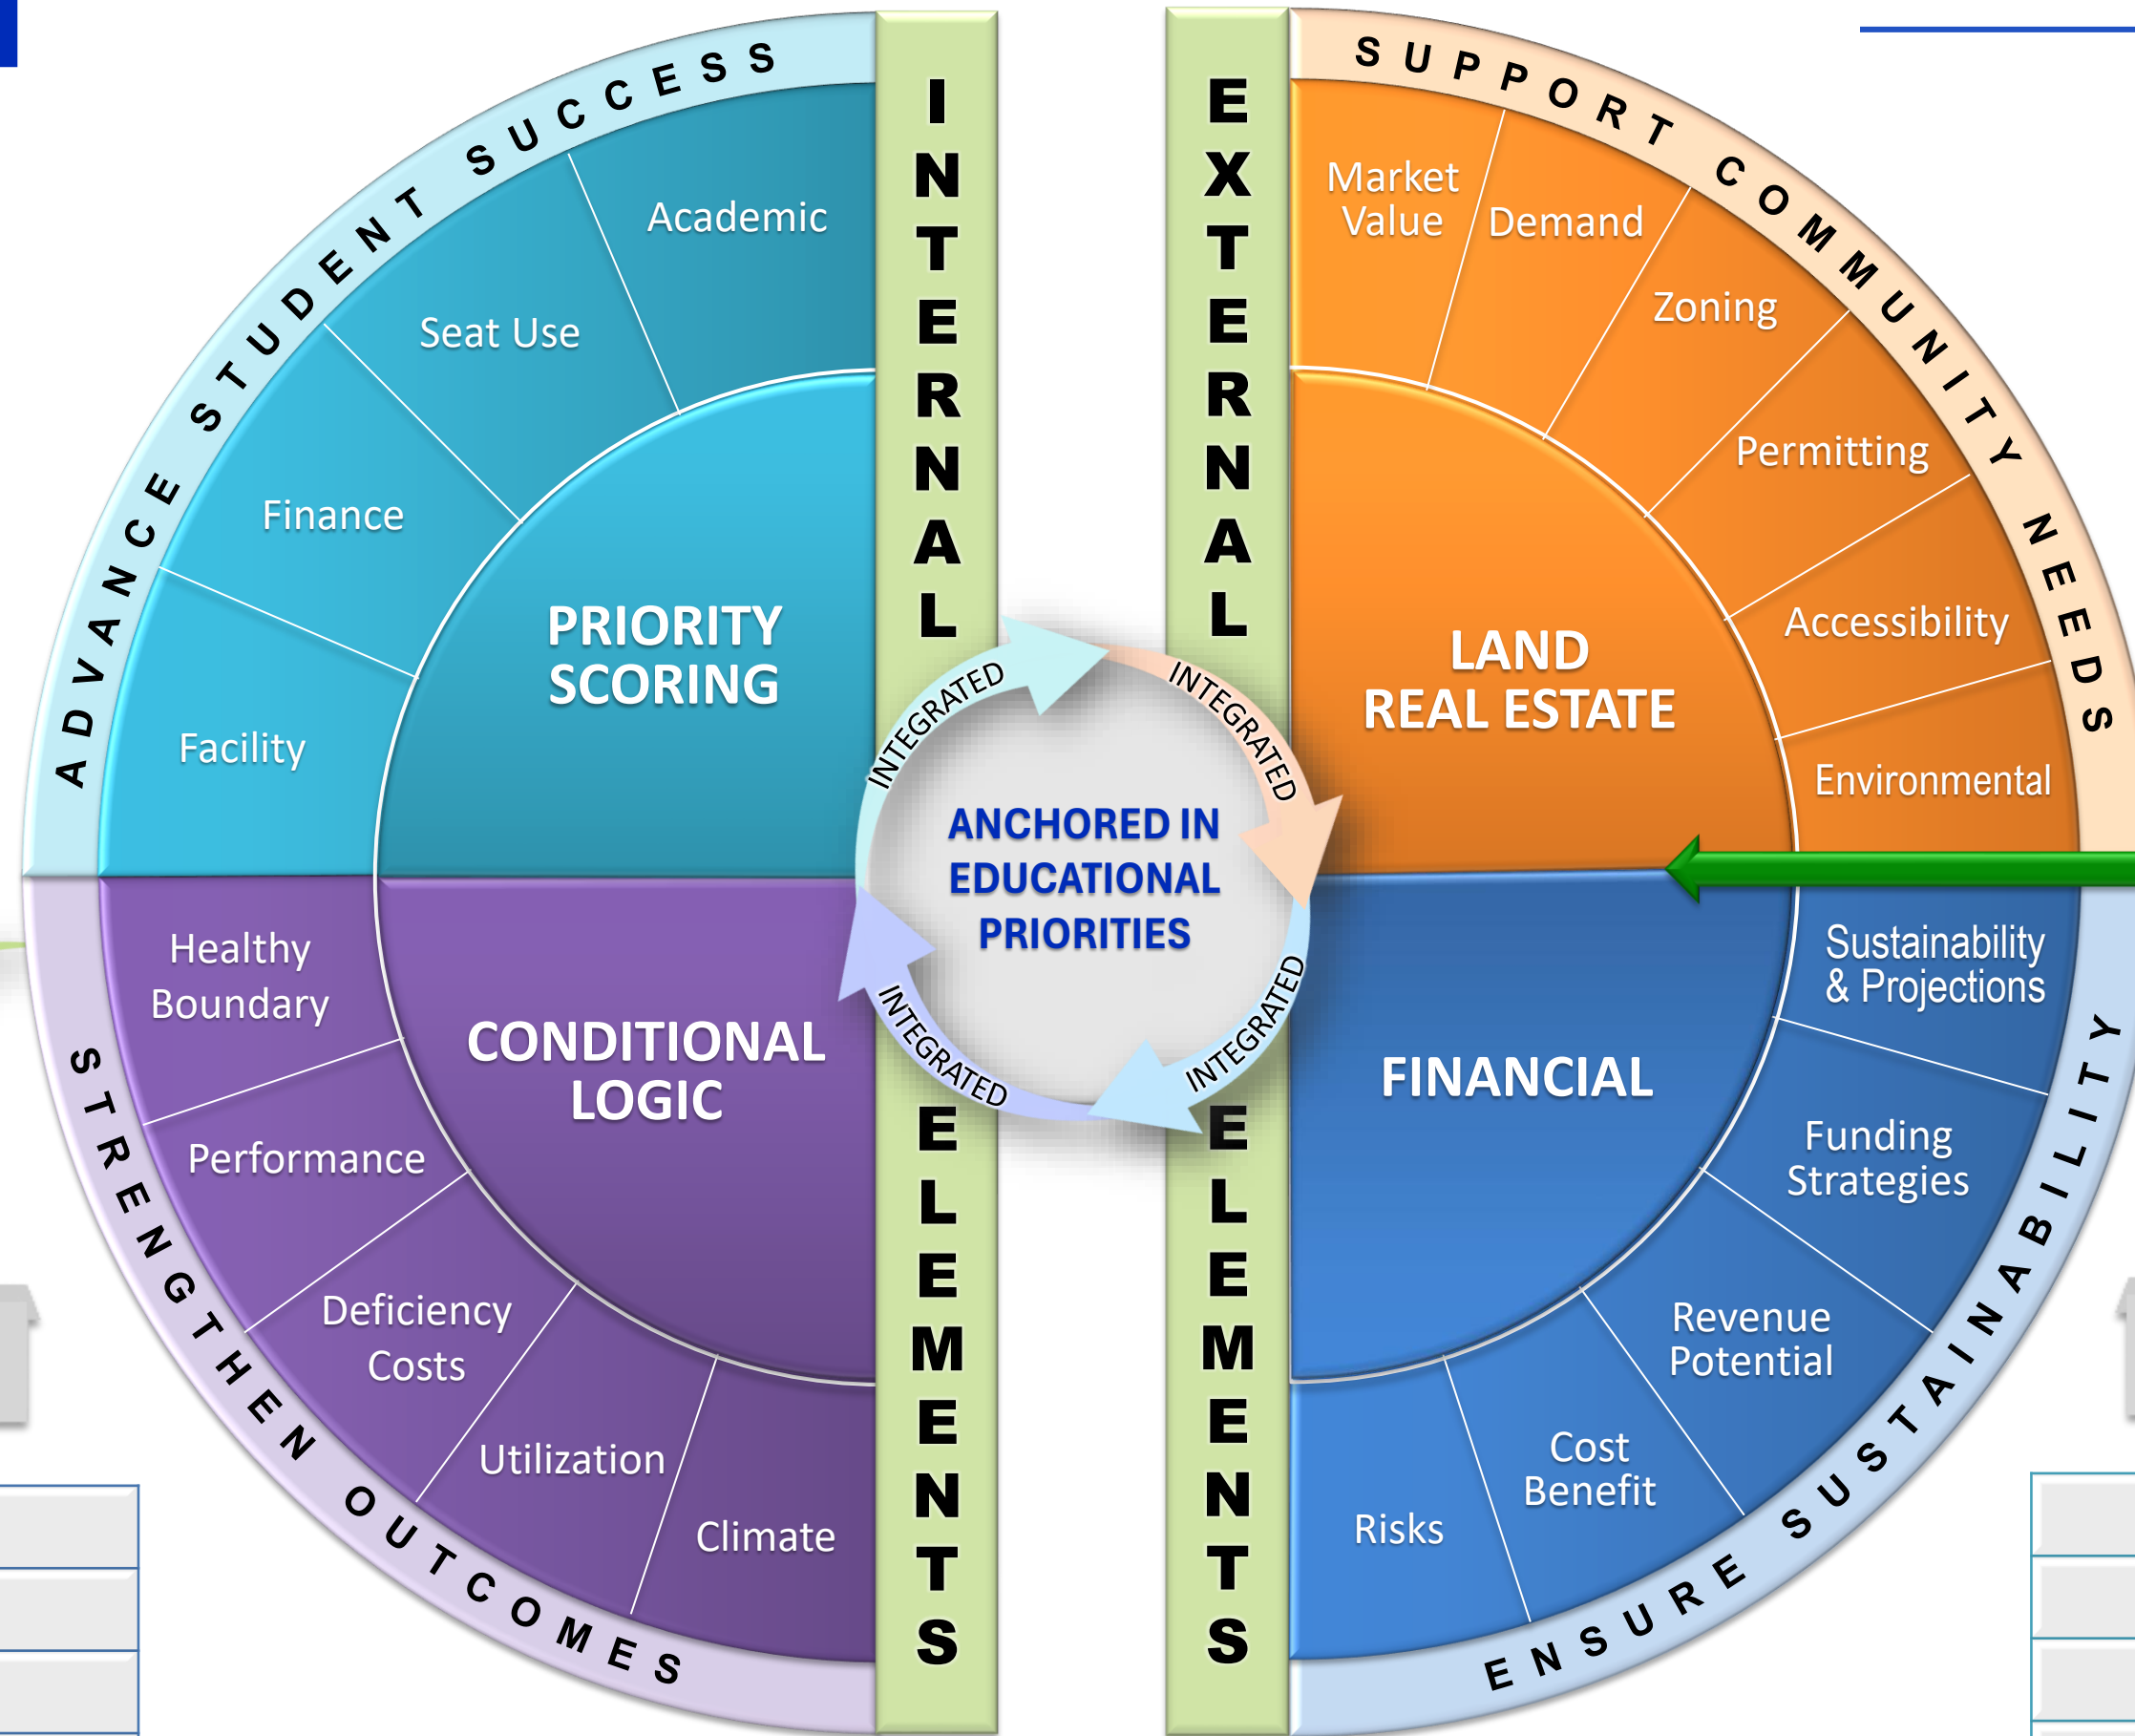 ADVANCE STUDENT SUCCESS
Academic
Seat Use
Finance
Facility
PRIORITY
SCORING
STRENGTHEN OUTCOMES
Healthy
Boundary
Performance
Deficiency
Costs
Utilization
Climate
CONDITIONAL
LOGIC
INTERNAL ELEMENTS
INTEGRATED
INTEGRATED
INTEGRATED
INTEGRATED
ANCHORED IN
EDUCATIONAL
PRIORITIES
EXTERNAL ELEMENTS
SUPPORT COMMUNITY NEEDS
Market
Value
Demand
Zoning
Permitting
Accessibility
Environmental
LAND
REAL ESTATE
FINANCIAL
Sustainability
& Projections
Funding
Strategies
Revenue
Potential
Cost
Benefit
Risks
ENSURE SUSTAINABILITY